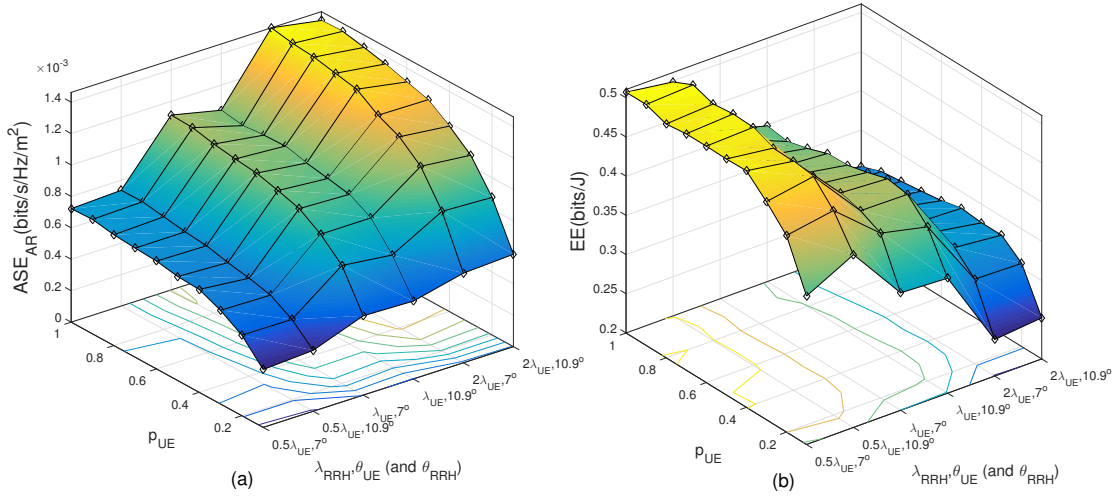 ×10⁻³
1.4
1.2
1
0.8
0.6
0.4
0.2
0
ASE_AR(bits/s/Hz/m²)
1
0.8
0.6
0.4
0.2
p_UE
0.5λ_UE,7°
0.5λ_UE,10.9°
λ_UE,7°
λ_UE,10.9°
2λ_UE,7°
2λ_UE,10.9°
λ_RRH,θ_UE (and θ_RRH)
(a)
0.5
0.45
0.4
0.35
0.3
0.25
0.2
EE(bits/J)
1
0.8
0.6
0.4
0.2
p_UE
0.5λ_UE,7°
0.5λ_UE,10.9°
λ_UE,7°
λ_UE,10.9°
2λ_UE,7°
2λ_UE,10.9°
λ_RRH,θ_UE (and θ_RRH)
(b)